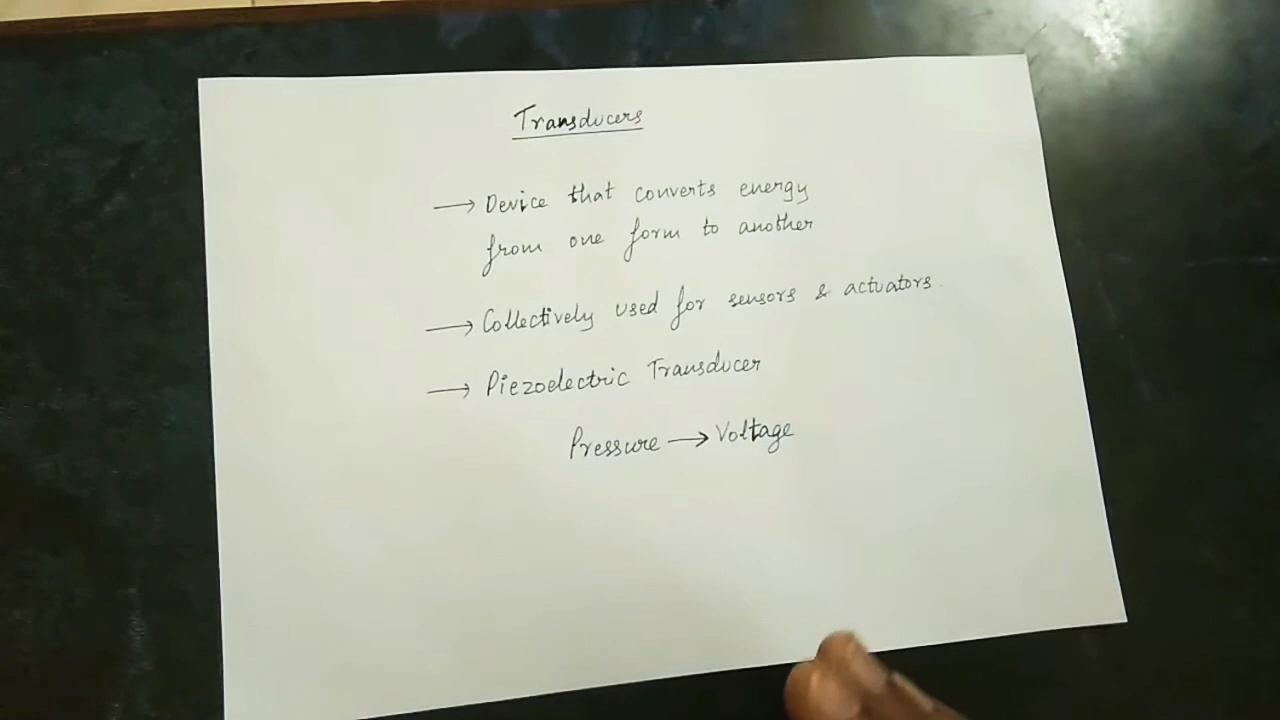 Transducers
→ Device that converts energy
from one form to another
→ Collectively used for sensors & actuators.
→ Piezoelectric Transducer
Pressure → Voltage